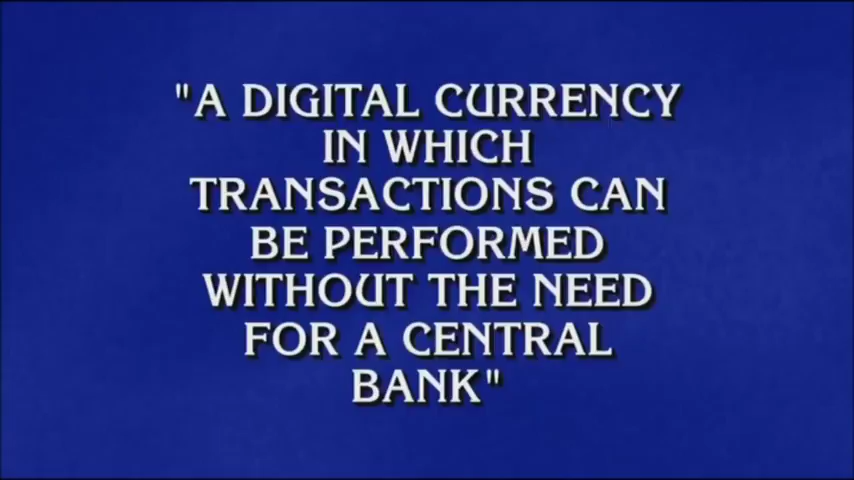 "A DIGITAL CURRENCY
IN WHICH
TRANSACTIONS CAN
BE PERFORMED
WITHOUT THE NEED
FOR A CENTRAL
BANK"